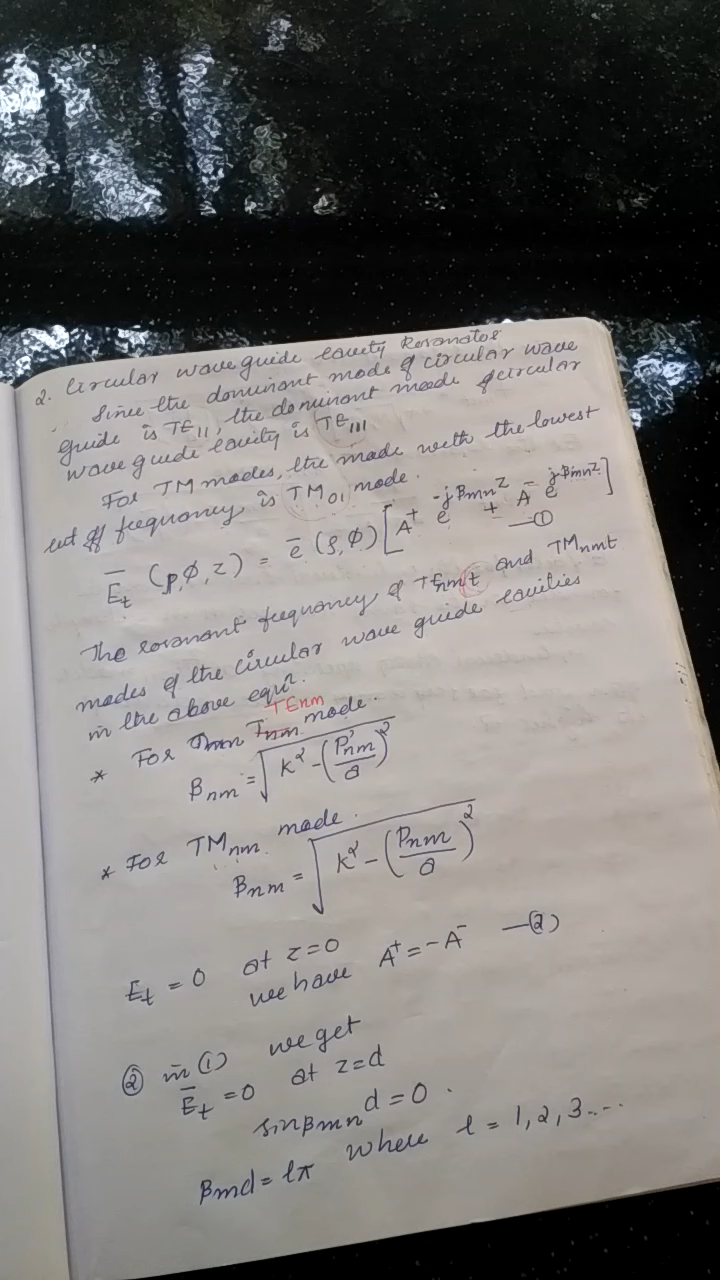 2. Circular wave guide cavity Resonator
Since the dominant mode of circular wave
guide is TE11, the dominant mode of circular
wave guide cavity is TE111
For TM modes, the mode with the lowest
cut off frequency is TM01 mode.
Ē_t (ρ,φ,z) = ē (ρ,φ) [A⁺ e^{-jβmnz} + A⁻ e^{jβmnz}]
—①
The resonant frequency of TEnmt and TMnmt
modes of the circular wave guide cavities
in the above equⁿ.
TEnm
* For Tnm mode.
βnm = √(K² - (P'nm/a)²)
* For TMnm mode.
βnm = √(K² - (Pnm/a)²)
E_t = 0 at z=0
we have A⁺ = -A⁻ —②
② in ① we get
Ē_t = 0 at z=d
sinβmn d = 0.
βmd = lπ where l = 1, 2, 3....